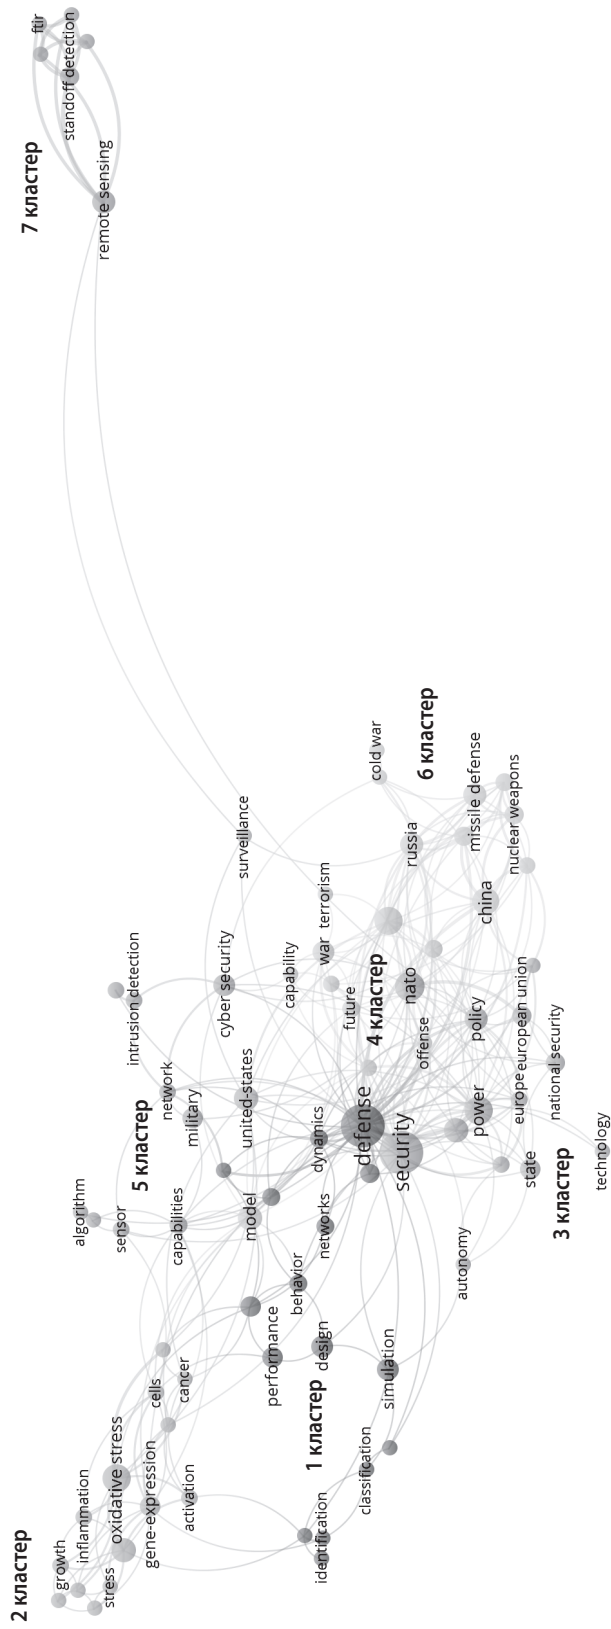 2 кластер
growth
stress
inflammation
oxidative stress
gene-expression
activation
cells
cancer
identification
classification
1 кластер
performance
design
simulation
behavior
autonomy
algorithm
sensor
capabilities
model
networks
5 кластер
network
military
united-states
dynamics
defense
security
intrusion detection
cyber security
capability
future
war
terrorism
4 кластер
nato
offense
policy
power
europe
european union
national security
state
3 кластер
technology
surveillance
cold war
6 кластер
russia
missile defense
nuclear weapons
china
7 кластер
remote sensing
standoff detection
ftir